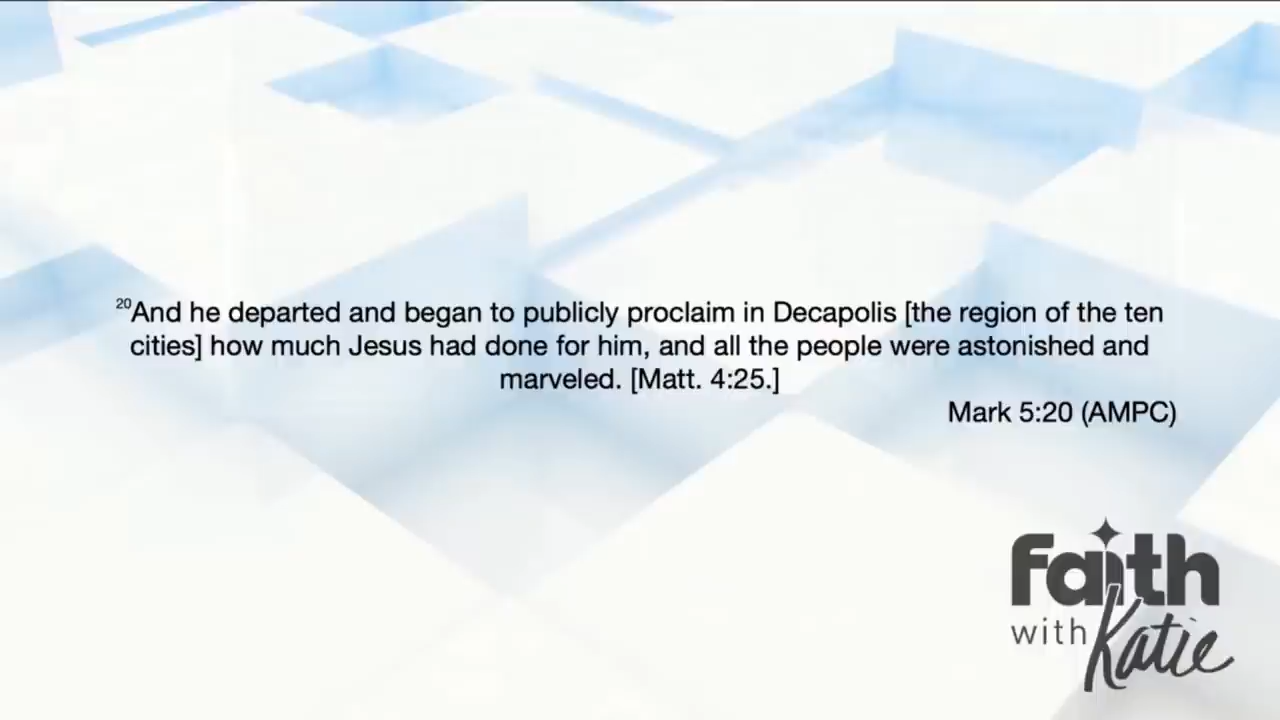 20And he departed and began to publicly proclaim in Decapolis [the region of the ten
cities] how much Jesus had done for him, and all the people were astonished and
marveled. [Matt. 4:25.]
Mark 5:20 (AMPC)
faith
with Katie